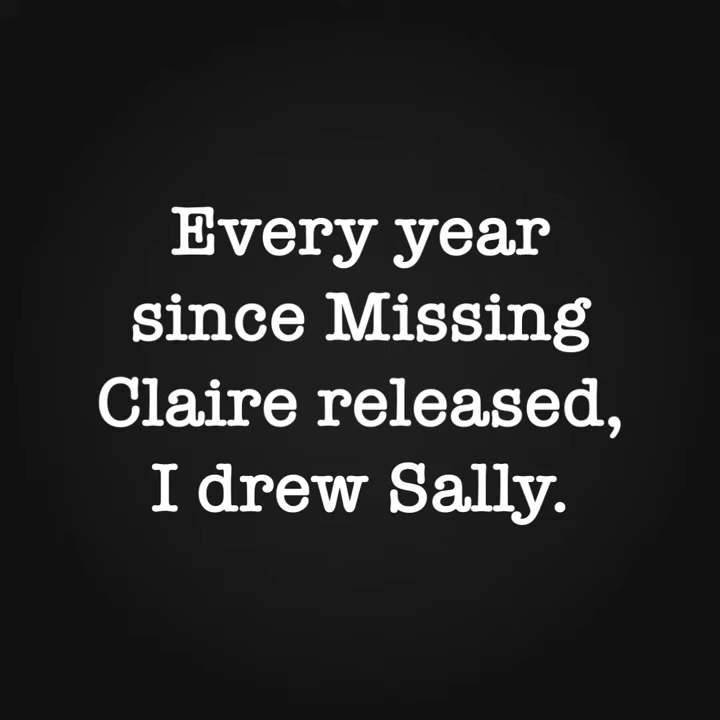 Every year
since Missing
Claire released,
I drew Sally.